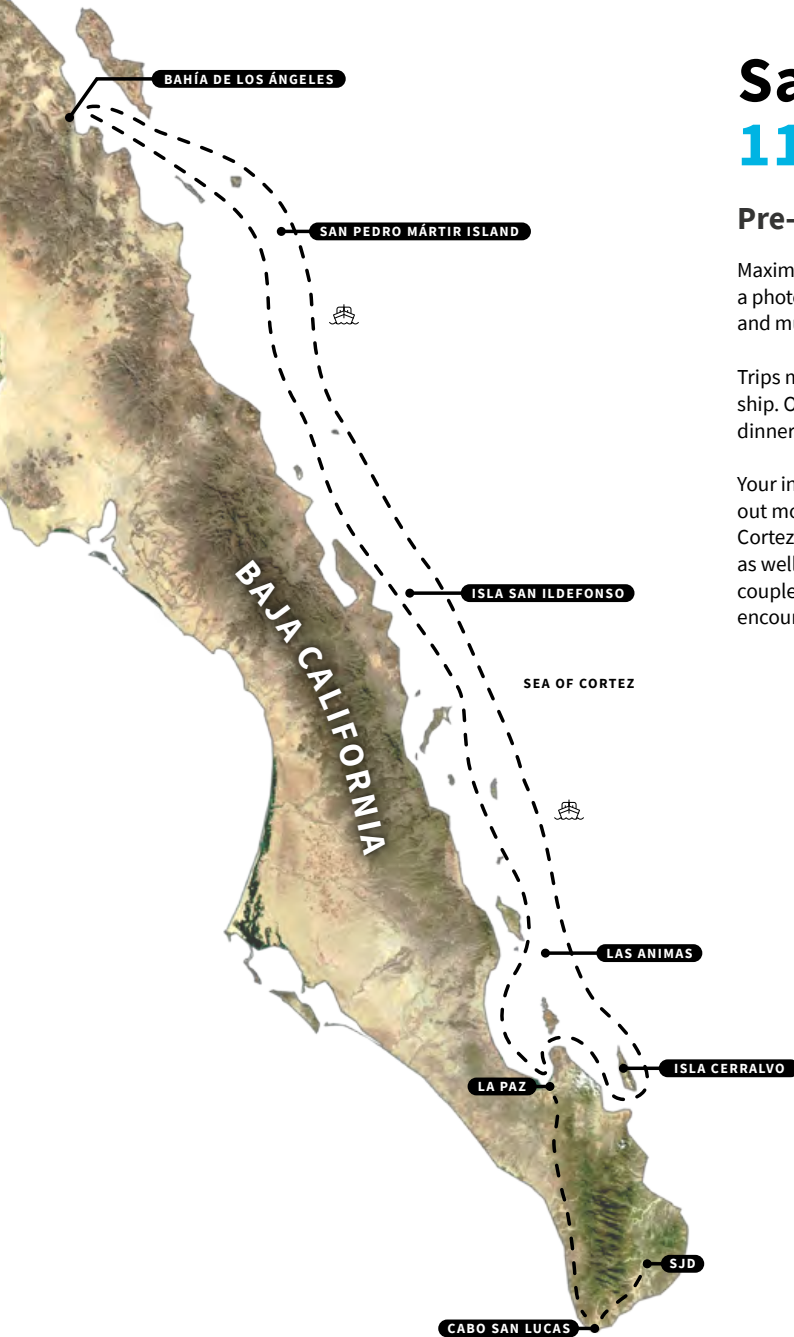 BAHÍA DE LOS ÁNGELES
SAN PEDRO MÁRTIR ISLAND
ISLA SAN ILDEFONSO
SEA OF CORTEZ
BAJA CALIFORNIA
LAS ANIMAS
ISLA CERRALVO
LA PAZ
SJD
CABO SAN LUCAS
Sa
11
Pre-
Maxim
a phot
and mu
Trips m
ship. O
dinner
Your in
out mo
Cortez
as well
couple
encour